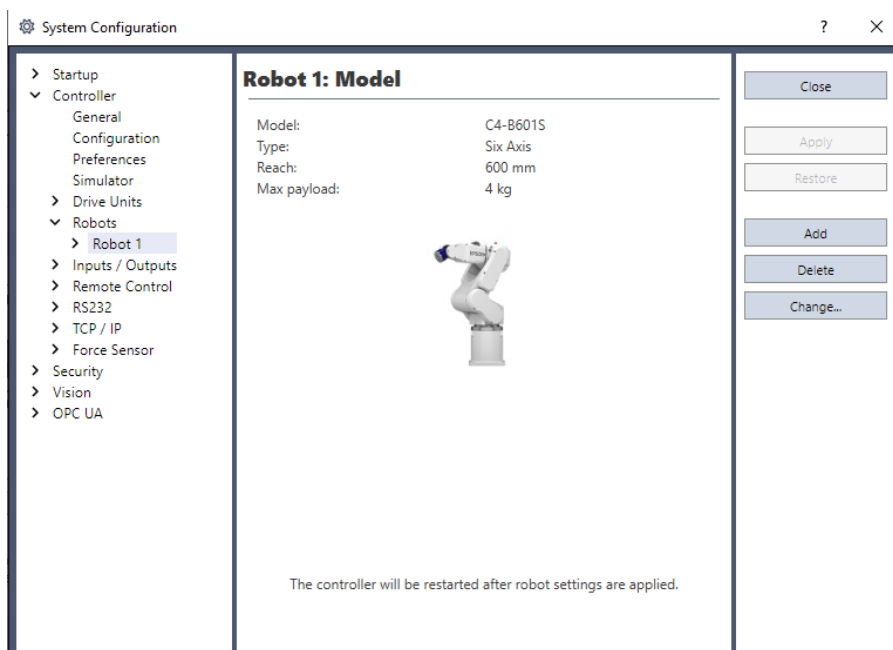 System Configuration
?
Startup
Controller
General
Configuration
Preferences
Simulator
Drive Units
Robots
Robot 1
Inputs / Outputs
Remote Control
RS232
TCP / IP
Force Sensor
Security
Vision
OPC UA
Robot 1: Model
Model: C4-B601S
Type: Six Axis
Reach: 600 mm
Max payload: 4 kg
EPSON
The controller will be restarted after robot settings are applied.
Close
Apply
Restore
Add
Delete
Change...